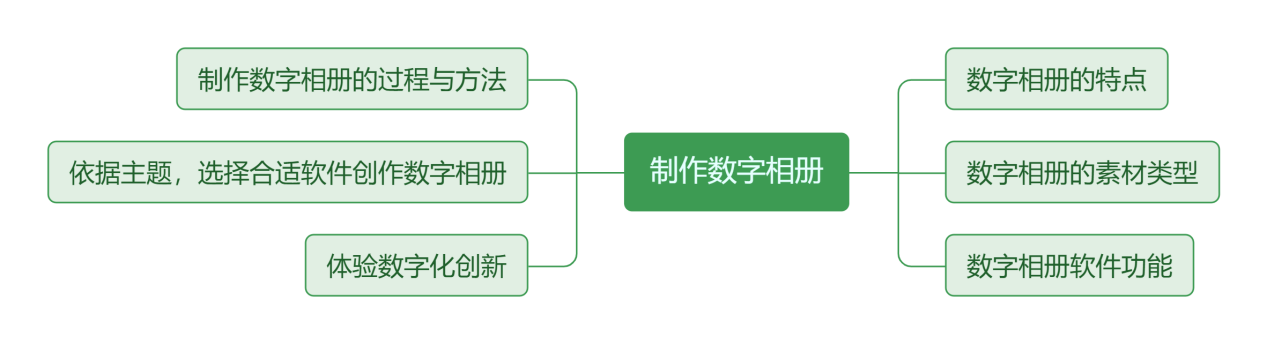 制作数字相册的过程与方法
依据主题，选择合适软件创作数字相册
体验数字化创新
制作数字相册
数字相册的特点
数字相册的素材类型
数字相册软件功能